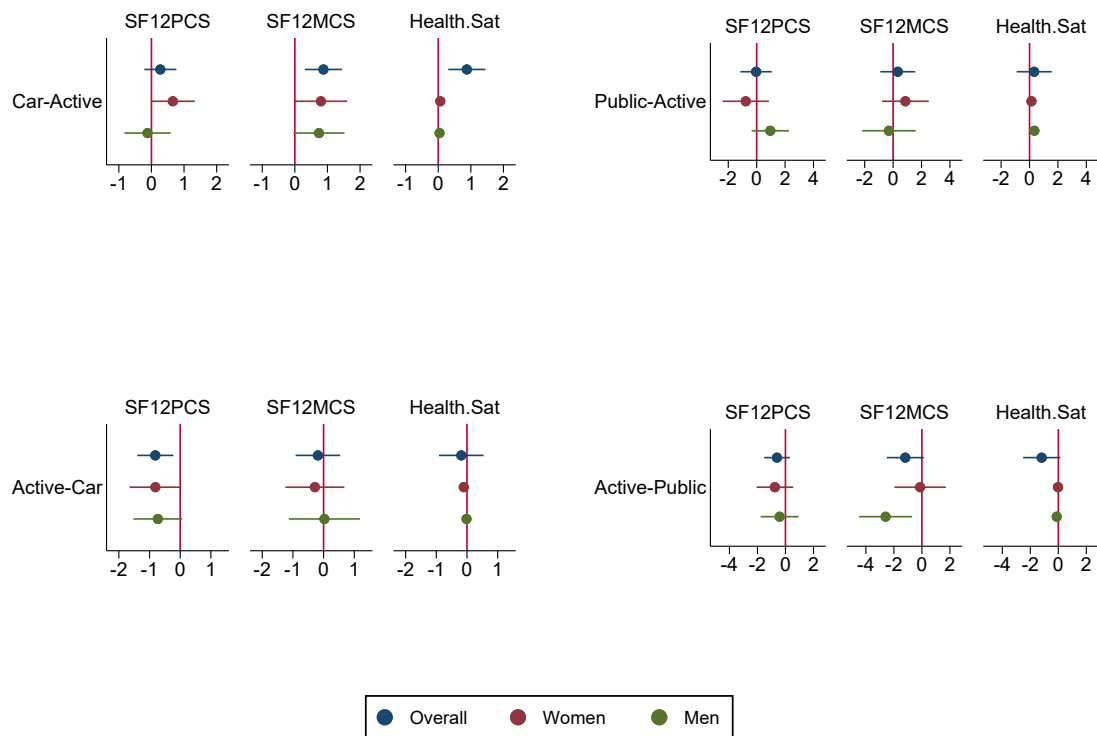 SF12PCS SF12MCS Health.Sat
Car-Active
-1 0 1 2 -1 0 1 2 -1 0 1 2
SF12PCS SF12MCS Health.Sat
Public-Active
-2 0 2 4 -2 0 2 4 -2 0 2 4
SF12PCS SF12MCS Health.Sat
Active-Car
-2 -1 0 1 -2 -1 0 1 -2 -1 0 1
SF12PCS SF12MCS Health.Sat
Active-Public
-4 -2 0 2 -4 -2 0 2 -4 -2 0 2
Overall Women Men